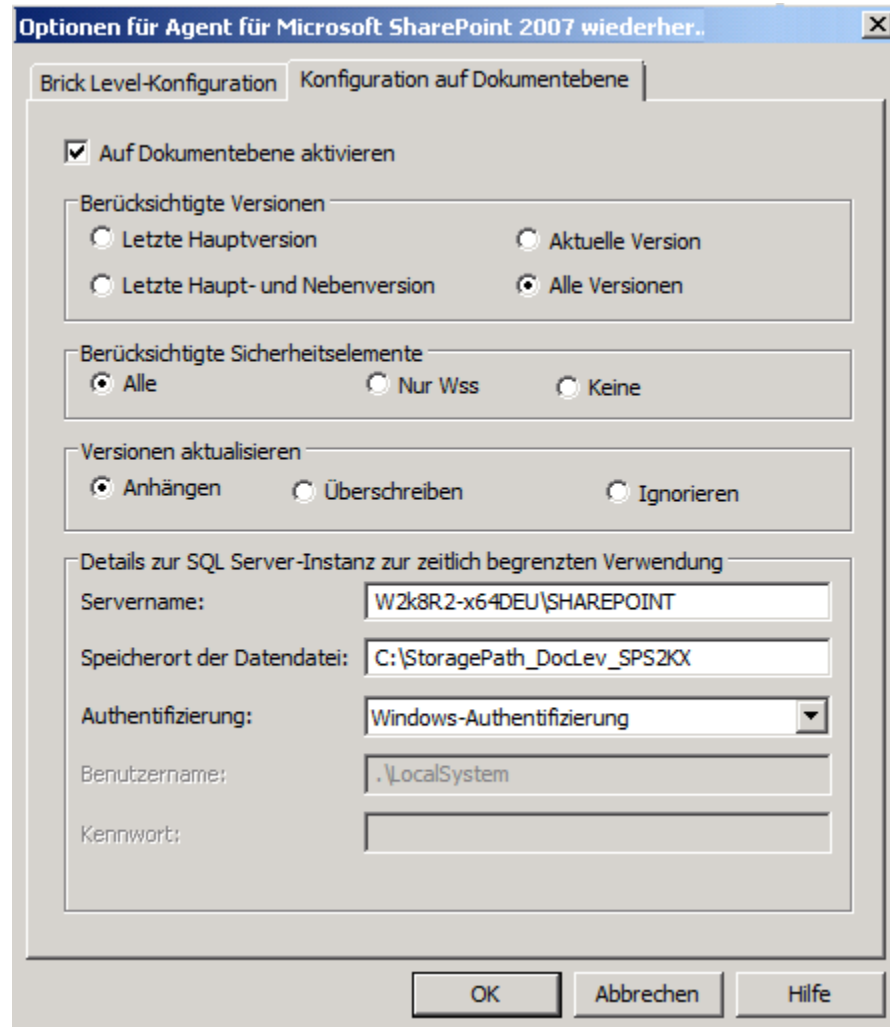 Optionen für Agent für Microsoft SharePoint 2007 wiederher..
Brick Level-Konfiguration Konfiguration auf Dokumentebene
Auf Dokumentebene aktivieren
Berücksichtigte Versionen
Letzte Hauptversion Aktuelle Version
Letzte Haupt- und Nebenversion Alle Versionen
Berücksichtigte Sicherheitselemente
Alle Nur Wss Keine
Versionen aktualisieren
Anhängen Überschreiben Ignorieren
Details zur SQL Server-Instanz zur zeitlich begrenzten Verwendung
Servername: W2k8R2-x64DEU\SHAREPOINT
Speicherort der Datendatei: C:\StoragePath_DocLev_SPS2KX
Authentifizierung: Windows-Authentifizierung
Benutzername: .\LocalSystem
Kennwort:
OK Abbrechen Hilfe